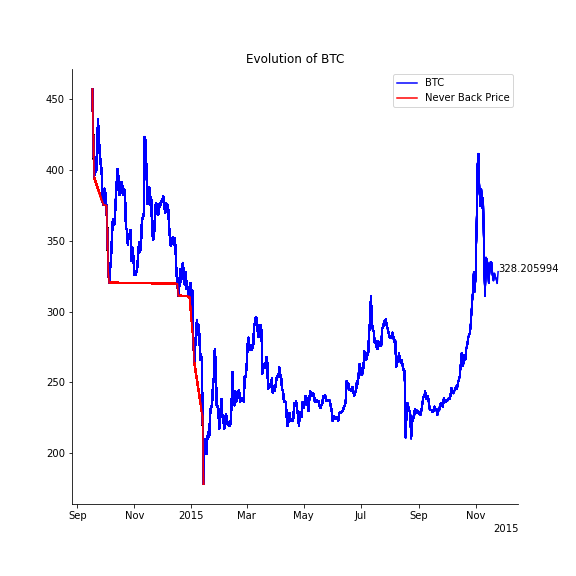 Evolution of BTC
BTC
Never Back Price
450
400
350
300
250
200
328.205994
Sep
Nov
2015
Mar
May
Jul
Sep
Nov
2015